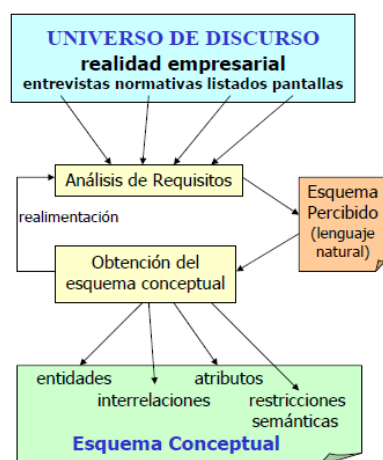 UNIVERSO DE DISCURSO
realidad empresarial
entrevistas normativas listados pantallas
Análisis de Requisitos
realimentación
Esquema
Percibido
(lenguaje
natural)
Obtención del
esquema conceptual
entidades
atributos
interrelaciones
restricciones
semánticas
Esquema Conceptual